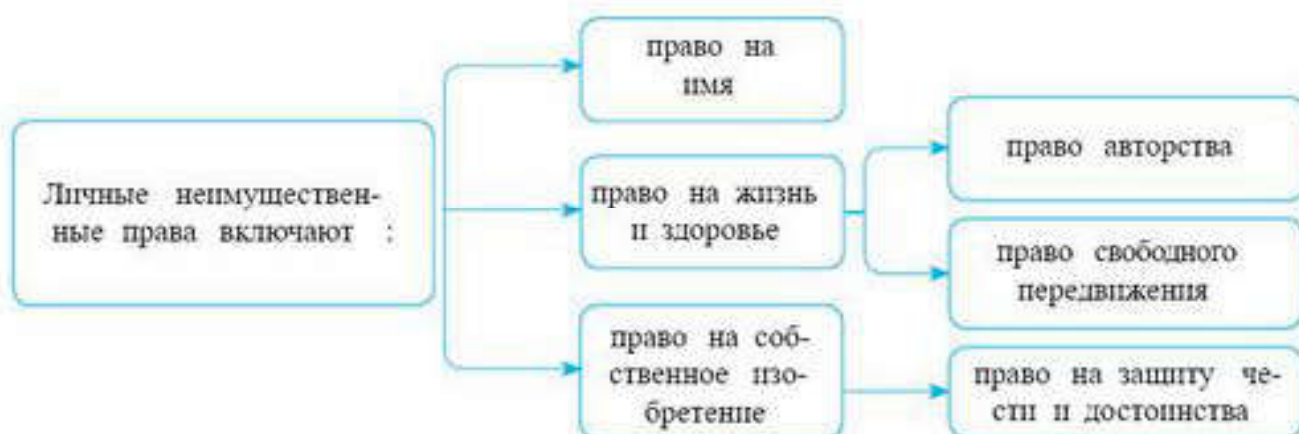 Личные неимуществен-
ные права включают :
право на
имя
право на жизнь
и здоровье
право на соб-
ственное изо-
бретение
право авторства
право свободного
передвижения
право на защиту че-
сти и достоинства